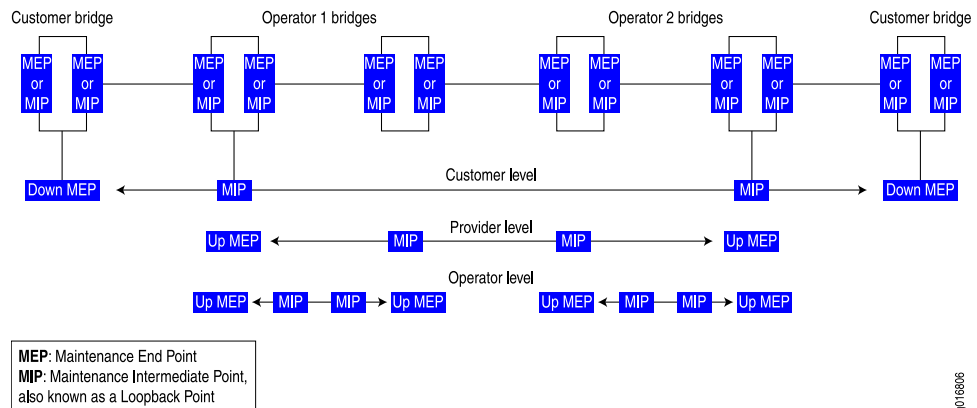 Customer bridge Operator 1 bridges Operator 2 bridges Customer bridge
MEP MEP MEP MEP MEP MEP MEP MEP MEP MEP MEP MEP
or or or or or or or or or or or or
MIP MIP MIP MIP MIP MIP MIP MIP MIP MIP MIP MIP
Customer level
Down MEP MIP MIP Down MEP
Provider level
Up MEP MIP MIP Up MEP
Operator level
Up MEP MIP MIP Up MEP Up MEP MIP MIP Up MEP
MEP: Maintenance End Point
MIP: Maintenance Intermediate Point,
also known as a Loopback Point
g016806